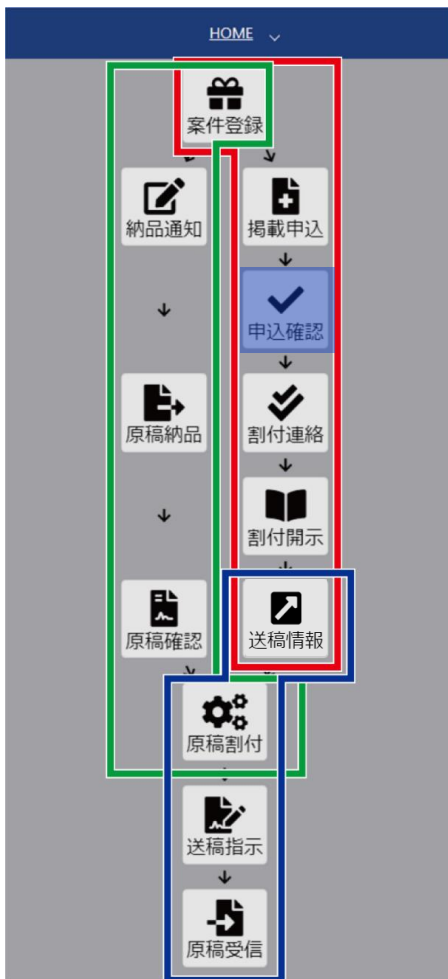 HOME
案件登録
納品通知
掲載申込
申込確認
原稿納品
割付連絡
割付開示
原稿確認
送稿情報
原稿割付
送稿指示
原稿受信